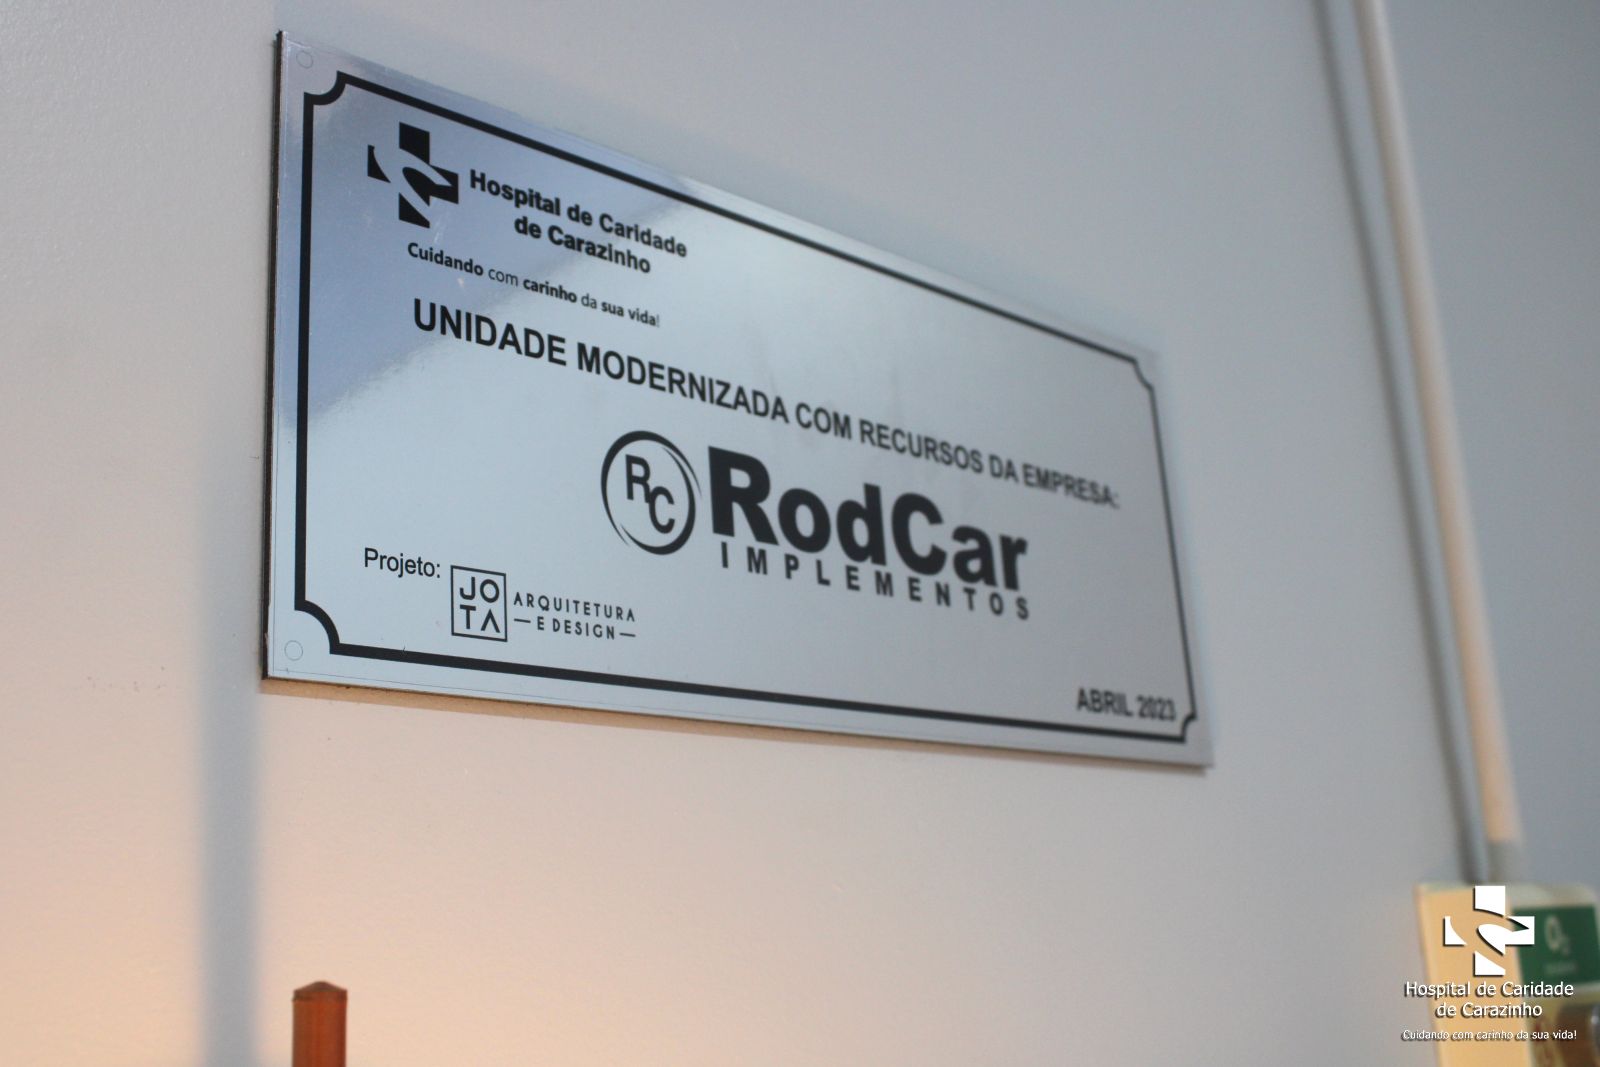 Hospital de Caridade
de Carazinho
Cuidando com carinho da sua vida!
UNIDADE MODERNIZADA COM RECURSOS DA EMPRESA:
RC
RodCar
IMPLEMENTOS
Projeto:
JO
TA
ARQUITETURA
E DESIGN
ABRIL 2023
O2
Hospital de Caridade
de Carazinho
Cuidando com carinho da sua vida!